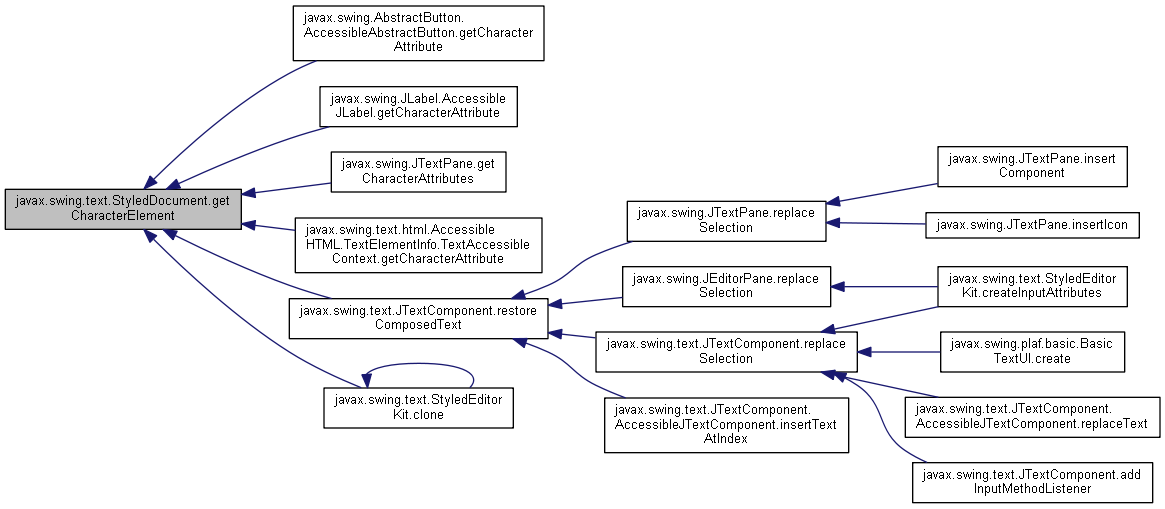 javax.swing.AbstractButton.
AccessibleAbstractButton.getCharacter
Attribute
javax.swing.JLabel.Accessible
JLabel.getCharacterAttribute
javax.swing.JTextPane.get
CharacterAttributes
javax.swing.text.StyledDocument.get
CharacterElement
javax.swing.text.html.Accessible
HTML.TextElementInfo.TextAccessible
Context.getCharacterAttribute
javax.swing.text.JTextComponent.restore
ComposedText
javax.swing.text.StyledEditor
Kit.clone
javax.swing.JTextPane.replace
Selection
javax.swing.JEditorPane.replace
Selection
javax.swing.text.JTextComponent.replace
Selection
javax.swing.text.JTextComponent.
AccessibleJTextComponent.insertText
AtIndex
javax.swing.JTextPane.insert
Component
javax.swing.JTextPane.insertIcon
javax.swing.text.StyledEditor
Kit.createInputAttributes
javax.swing.plaf.basic.Basic
TextUI.create
javax.swing.text.JTextComponent.
AccessibleJTextComponent.replaceText
javax.swing.text.JTextComponent.add
InputMethodListener